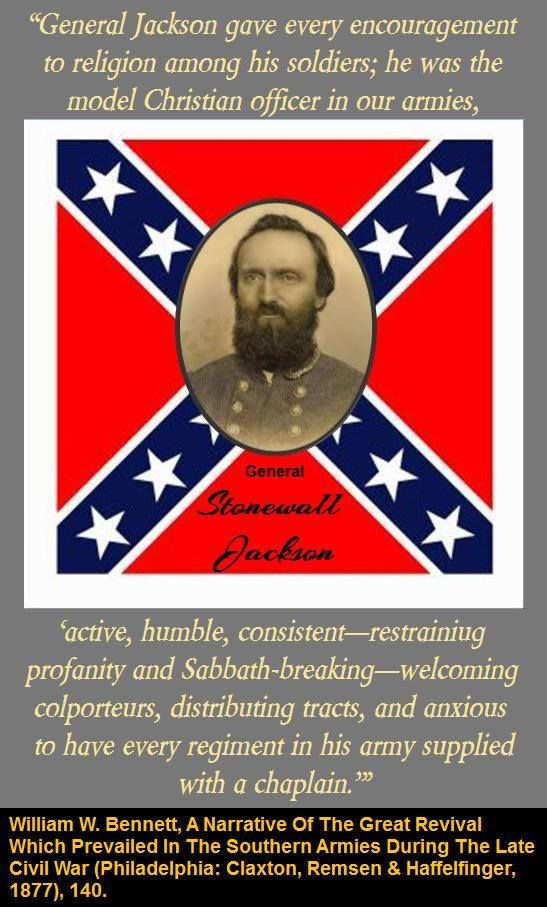 “General Jackson gave every encouragement
to religion among his soldiers; he was the
model Christian officer in our armies,
General
Stonewall
Jackson
‘active, humble, consistent—restrainiug
profanity and Sabbath-breaking—welcoming
colporteurs, distributing tracts, and anxious
to have every regiment in his army supplied
with a chaplain.’”
William W. Bennett, A Narrative Of The Great Revival
Which Prevailed In The Southern Armies During The Late
Civil War (Philadelphia: Claxton, Remsen & Haffelfinger,
1877), 140.